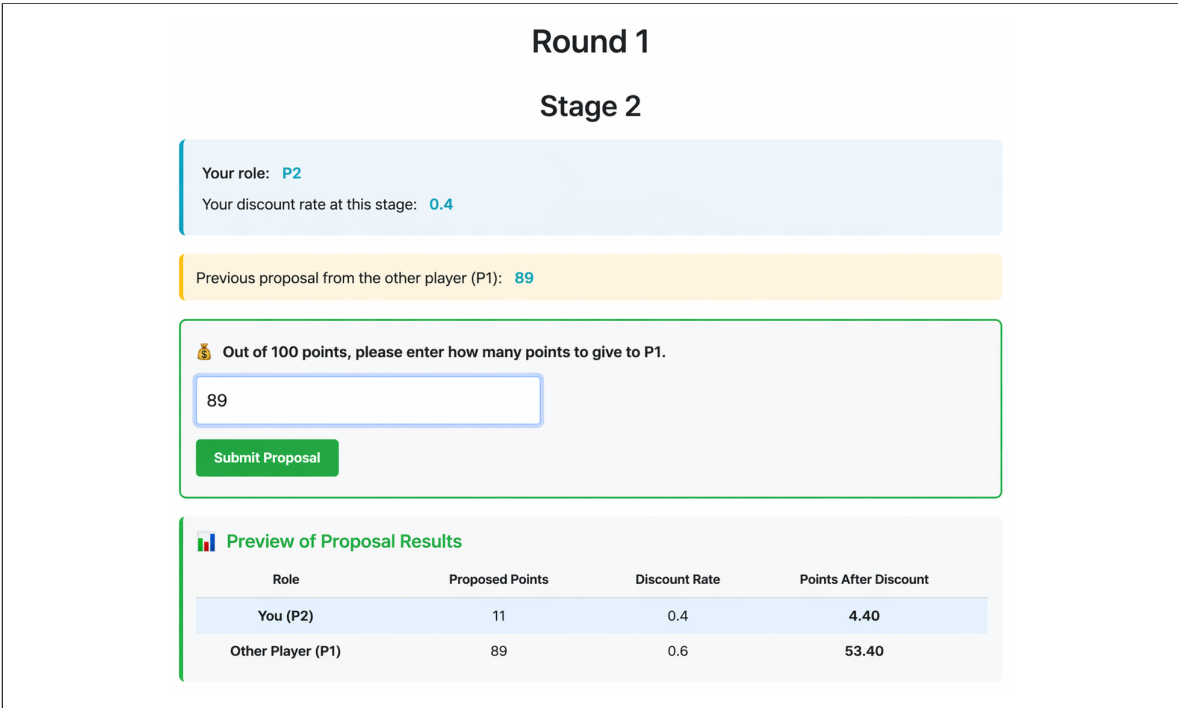 Round 1
Stage 2
Your role: P2
Your discount rate at this stage: 0.4
Previous proposal from the other player (P1): 89
💰 Out of 100 points, please enter how many points to give to P1.
89
Submit Proposal
📊 Preview of Proposal Results
Role Proposed Points Discount Rate Points After Discount
You (P2) 11 0.4 4.40
Other Player (P1) 89 0.6 53.40